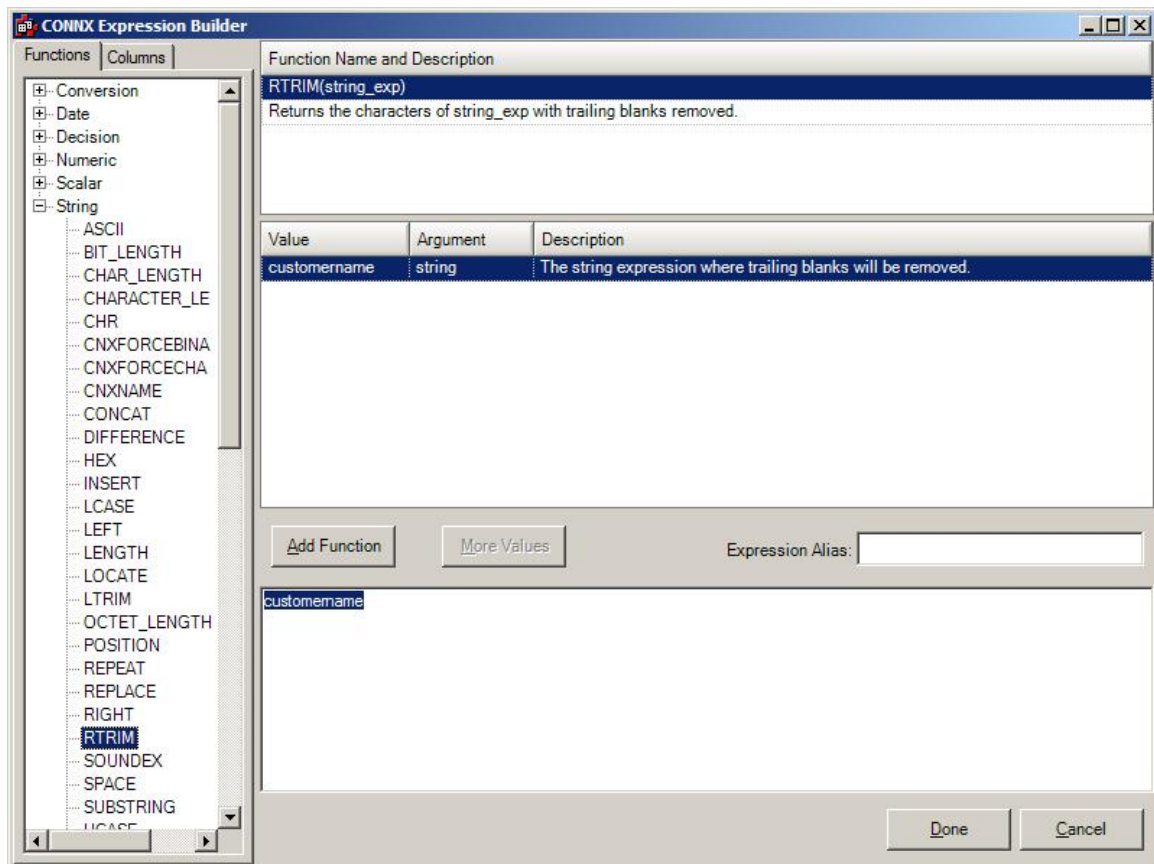 CONNX Expression Builder
Functions
Columns
Conversion
Date
Decision
Numeric
Scalar
String
ASCII
BIT_LENGTH
CHAR_LENGTH
CHARACTER_LE
CHR
CNXFORCEBINA
CNXFORCECHA
CNXNAME
CONCAT
DIFFERENCE
HEX
INSERT
LCASE
LEFT
LENGTH
LOCATE
LTRIM
OCTET_LENGTH
POSITION
REPEAT
REPLACE
RIGHT
RTRIM
SOUNDEX
SPACE
SUBSTRING
UCASE
Function Name and Description
RTRIM(string_exp)
Returns the characters of string_exp with trailing blanks removed.
Value Argument Description
customername string The string expression where trailing blanks will be removed.
Add Function
More Values
Expression Alias:
customername
Done
Cancel